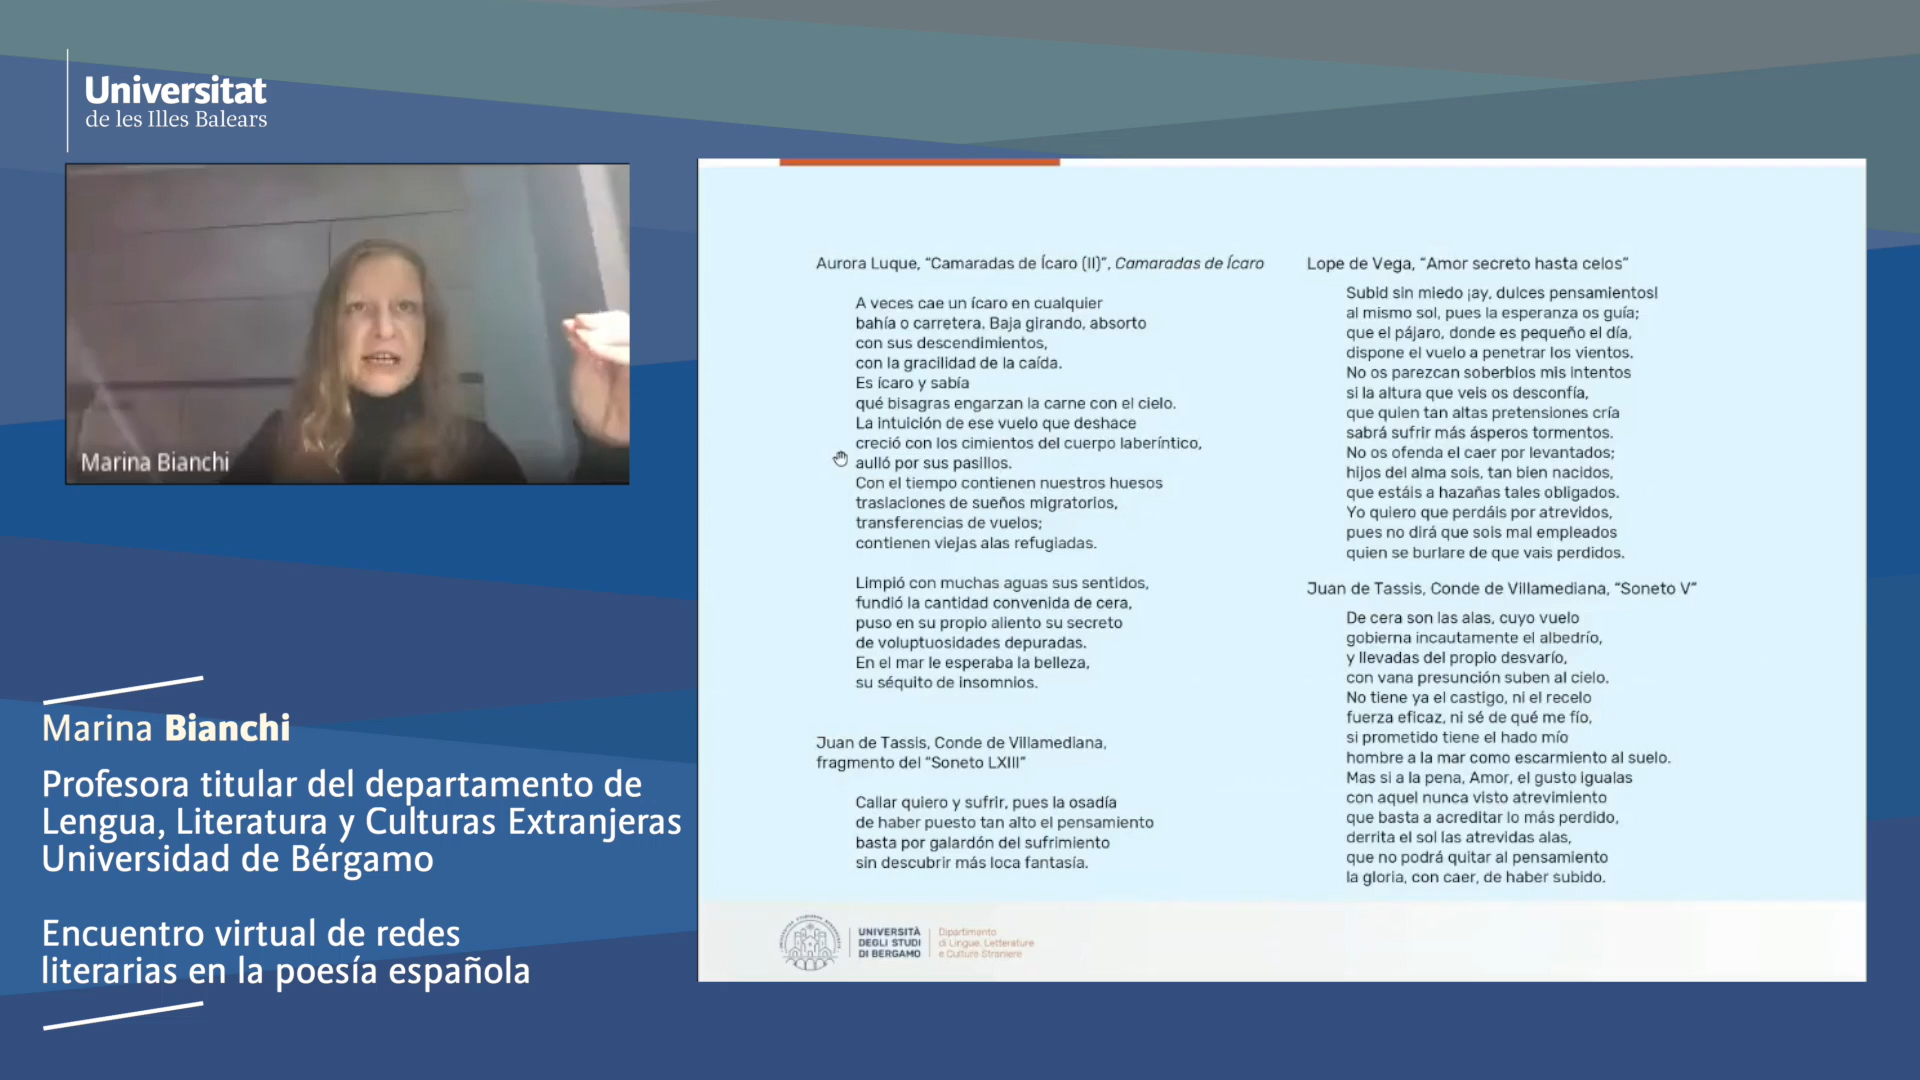 Universitat
de les Illes Balears
Marina Bianchi
Marina Bianchi
Profesora titular del departamento de
Lengua, Literatura y Culturas Extranjeras
Universidad de Bérgamo
Encuentro virtual de redes
literarias en la poesía española
Aurora Luque, “Camaradas de Ícaro (II)”, Camaradas de Ícaro
A veces cae un ícaro en cualquier
bahía o carretera. Baja girando, absorto
con sus descendimientos,
con la gracilidad de la caída.
Es ícaro y sabía
qué bisagras engarzan la carne con el cielo.
La intuición de ese vuelo que deshace
creció con los cimientos del cuerpo laberíntico,
aulló por sus pasillos.
Con el tiempo contienen nuestros huesos
traslaciones de sueños migratorios,
transferencias de vuelos;
contienen viejas alas refugiadas.
Limpió con muchas aguas sus sentidos,
fundió la cantidad convenida de cera,
puso en su propio aliento su secreto
de voluptuosidades depuradas.
En el mar le esperaba la belleza,
su séquito de insomnios.
Juan de Tassis, Conde de Villamediana,
fragmento del “Soneto LXIII”
Callar quiero y sufrir, pues la osadía
de haber puesto tan alto el pensamiento
basta por galardón del sufrimiento
sin descubrir más loca fantasía.
Lope de Vega, “Amor secreto hasta celos”
Subid sin miedo ¡ay, dulces pensamientos!
al mismo sol, pues la esperanza os guía;
que el pájaro, donde es pequeño el día,
dispone el vuelo a penetrar los vientos.
No os parezcan soberbios mis intentos
si la altura que veis os desconfía,
que quien tan altas pretensiones cría
sabrá sufrir más ásperos tormentos.
No os ofenda el caer por levantados;
hijos del alma sois, tan bien nacidos,
que estáis a hazañas tales obligados.
Yo quiero que perdáis por atrevidos,
pues no dirá que sois mal empleados
quien se burlare de que vais perdidos.
Juan de Tassis, Conde de Villamediana, “Soneto V”
De cera son las alas, cuyo vuelo
gobierna incautamente el albedrío,
y llevadas del propio desvarío,
con vana presunción suben al cielo.
No tiene ya el castigo, ni el recelo
fuerza eficaz, ni sé de qué me fío,
si prometido tiene el hado mío
hombre a la mar como escarmiento al suelo.
Mas si a la pena, Amor, el gusto igualas
con aquel nunca visto atrevimiento
que basta a acreditar lo más perdido,
derrita el sol las atrevidas alas,
que no podrá quitar al pensamiento
la gloria, con caer, de haber subido.
UNIVERSITÀ
DEGLI STUDI
DI BERGAMO
Dipartimento
di Lingue, Letterature
e Culture Straniere